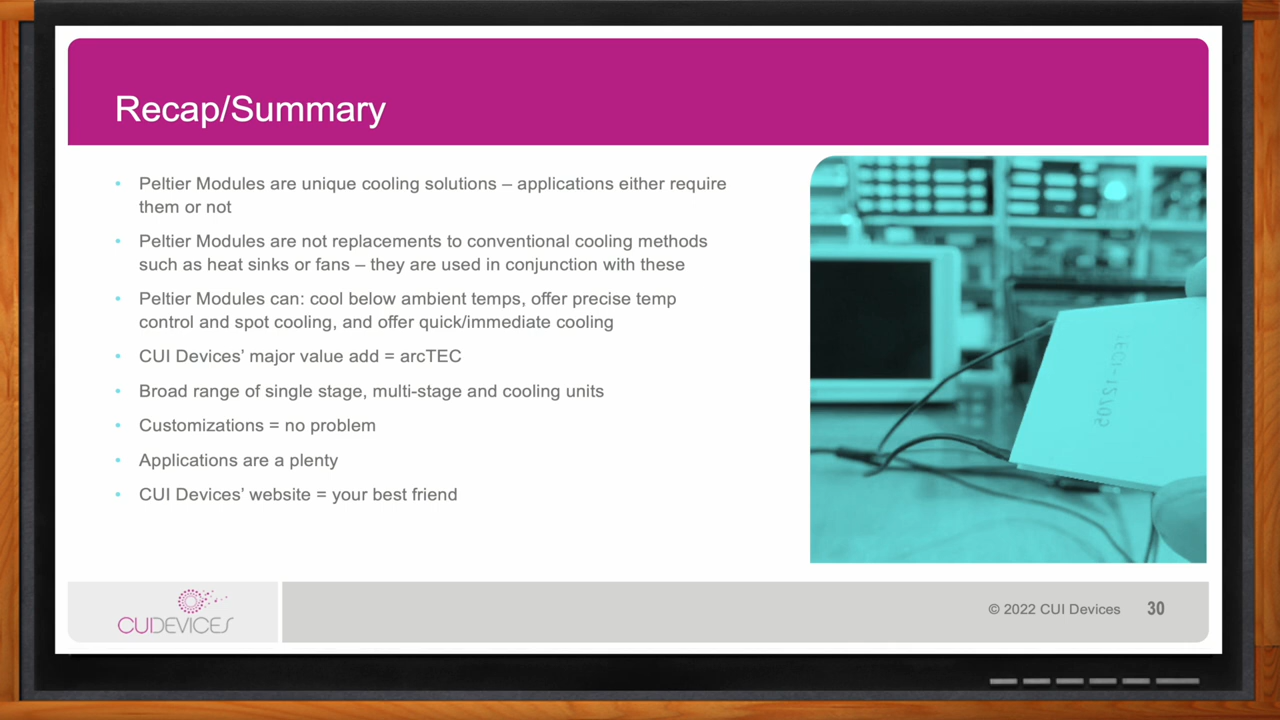 Recap/Summary
• Peltier Modules are unique cooling solutions – applications either require
them or not
• Peltier Modules are not replacements to conventional cooling methods
such as heat sinks or fans – they are used in conjunction with these
• Peltier Modules can: cool below ambient temps, offer precise temp
control and spot cooling, and offer quick/immediate cooling
• CUI Devices’ major value add = arcTEC
• Broad range of single stage, multi-stage and cooling units
• Customizations = no problem
• Applications are a plenty
• CUI Devices’ website = your best friend
CUIDEVICES
© 2022 CUI Devices 30